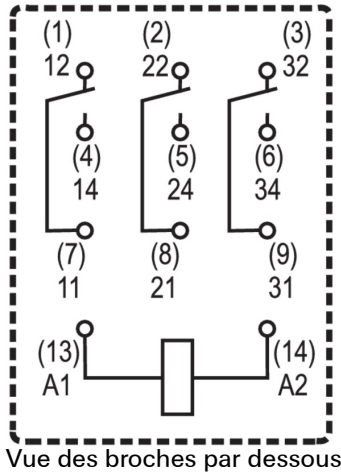 (1) (2) (3)
12 22 32
(4) (5) (6)
14 24 34
(7) (8) (9)
11 21 31
(13) (14)
A1 A2
Vue des broches par dessous